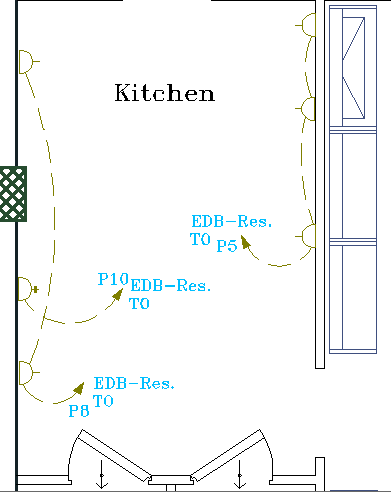 Kitchen
EDB-Res.
TO P5
P10 EDB-Res.
TO
EDB-Res.
TO
P8